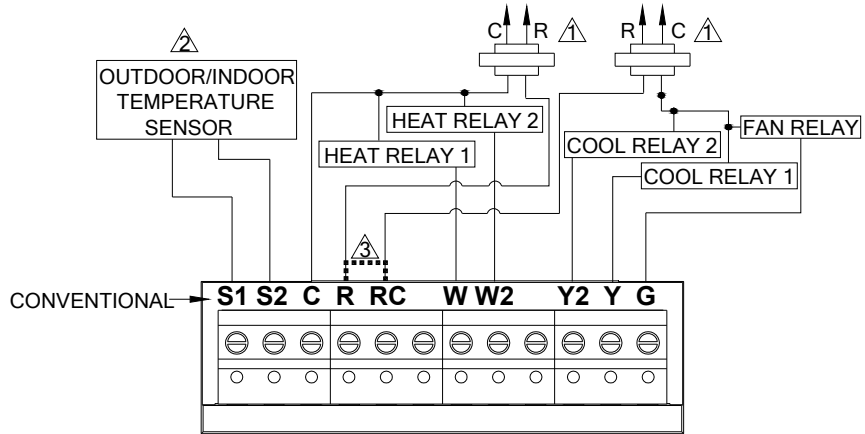 C R 1
R C 1
2
OUTDOOR/INDOOR
TEMPERATURE
SENSOR
HEAT RELAY 2
HEAT RELAY 1
FAN RELAY
COOL RELAY 2
COOL RELAY 1
3
CONVENTIONAL
S1 S2 C R RC W W2 Y2 Y G